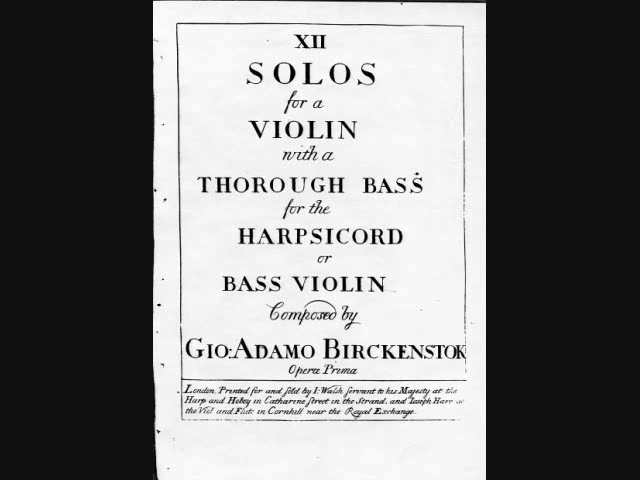 XII
SOLOS
for a
VIOLIN
with a
THOROUGH BASS
for the
HARPSICORD
or
BASS VIOLIN
Composed by
GIO: ADAMO BIRCKENSTOK
Opera Prima
London. Printed for and sold by I: Walsh servant to his Majesty at the
Harp and Hoboy in Catharine street in the Strand. and Ioseph Hare at
the Viol and Flute in Cornhill near the Royal Exchange.